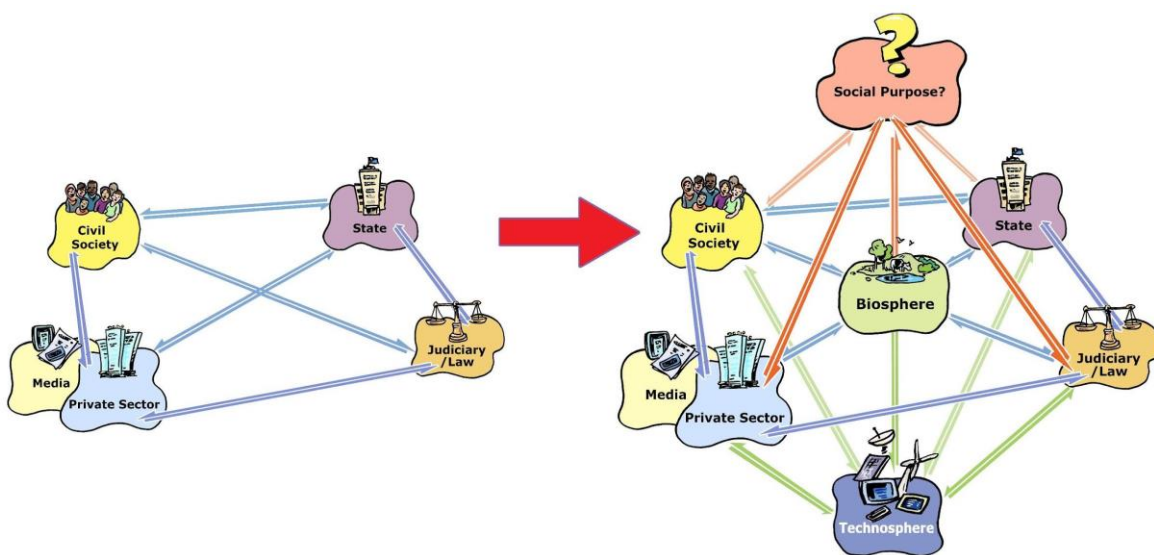 Civil
Society
State
Media
Private Sector
Judiciary
/Law
?
Social Purpose?
Civil
Society
State
Biosphere
Media
Private Sector
Judiciary
/Law
Technosphere